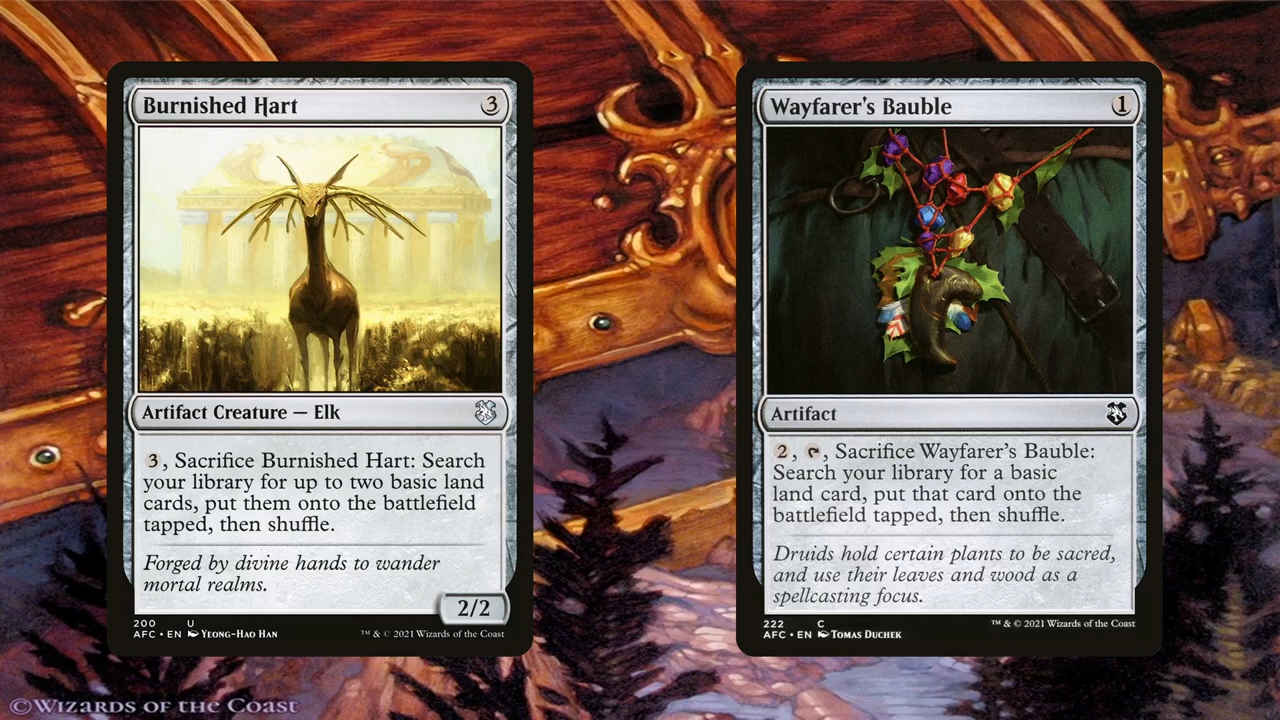 Burnished Hart 3
Artifact Creature — Elk
3, Sacrifice Burnished Hart: Search
your library for up to two basic land
cards, put them onto the battlefield
tapped, then shuffle.
Forged by divine hands to wander
mortal realms.
2/2
200 U
AFC • EN Yeong-Hao Han ™ & © 2021 Wizards of the Coast
Wayfarer's Bauble 1
Artifact
2, , Sacrifice Wayfarer's Bauble:
Search your library for a basic
land card, put that card onto the
battlefield tapped, then shuffle.
Druids hold certain plants to be sacred,
and use their leaves and wood as a
spellcasting focus.
222 C ™ & © 2021 Wizards of the Coast
AFC • EN Tomas Duchek
©Wizards of the Coast